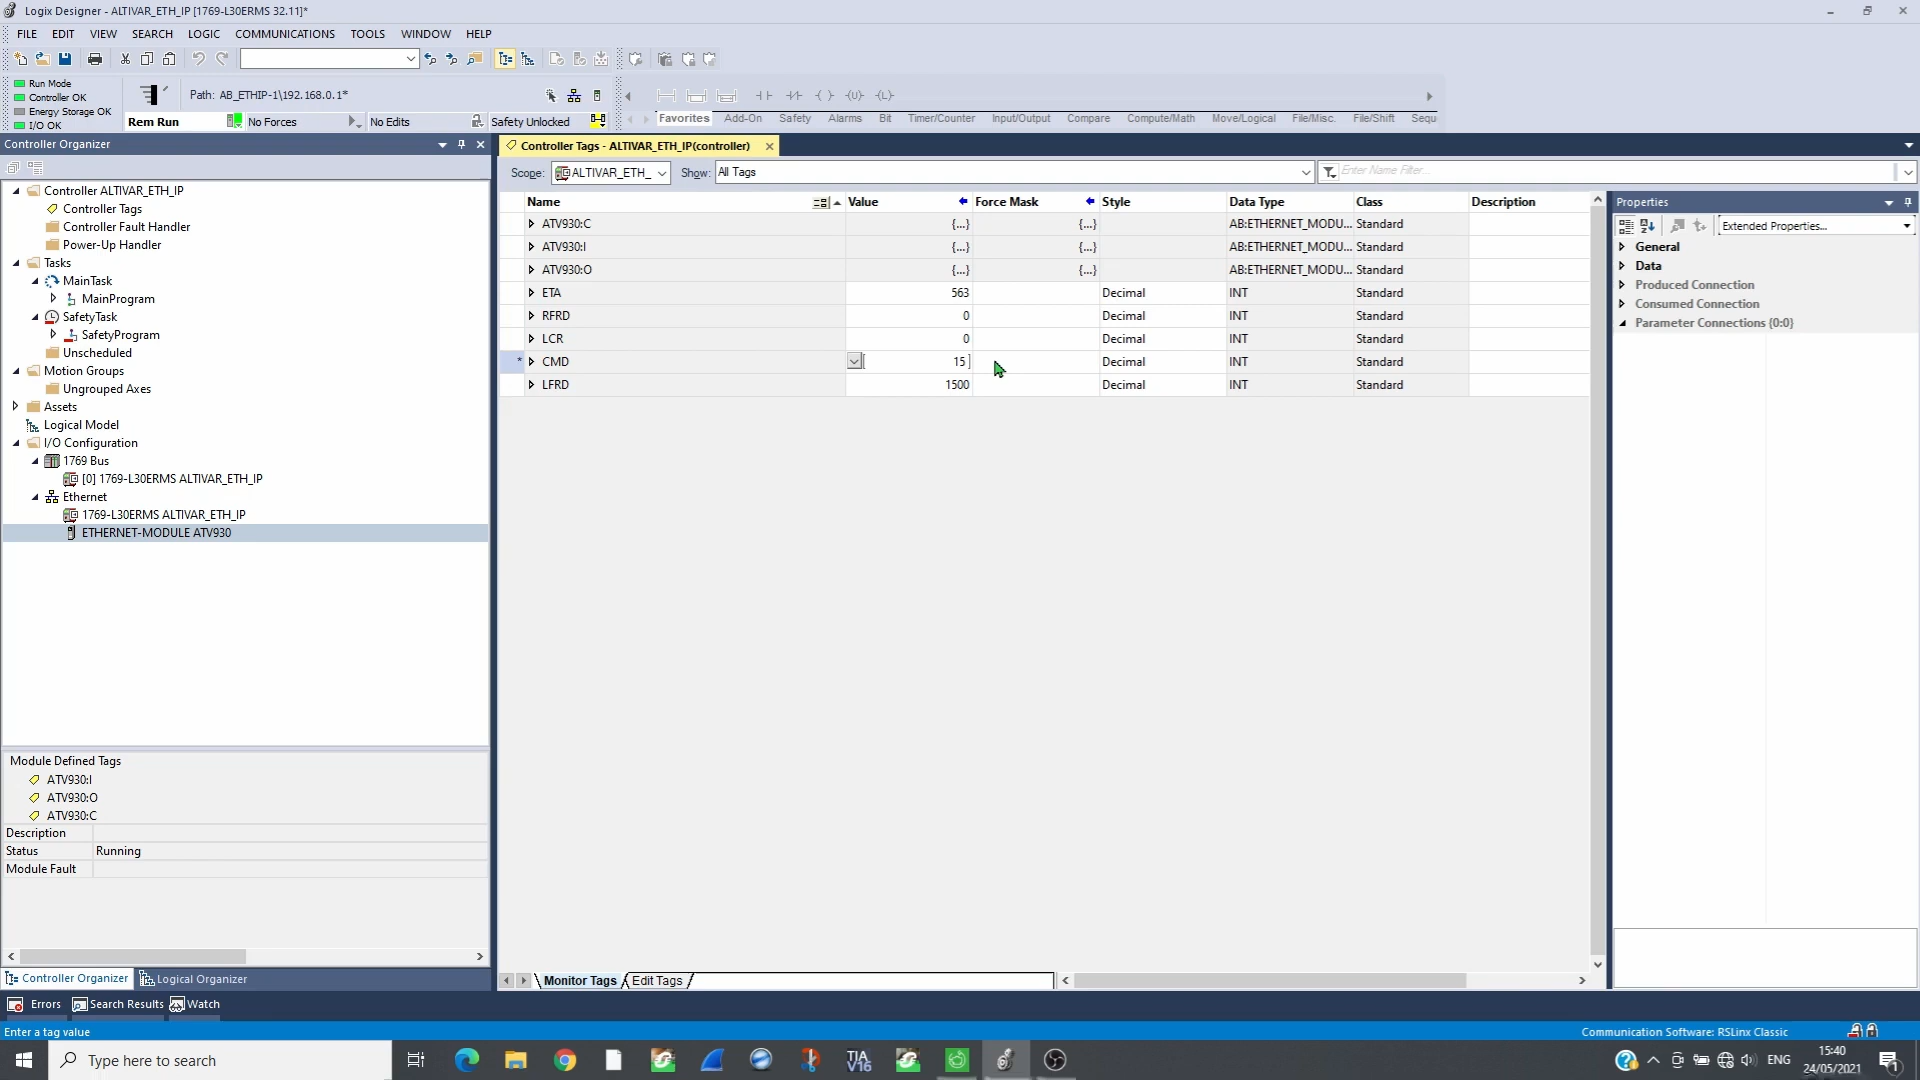 Logix Designer - ALTIVAR_ETH_IP [1769-L30ERMS 32.11]*
FILE EDIT VIEW SEARCH LOGIC COMMUNICATIONS TOOLS WINDOW HELP
Run Mode
Controller OK
Energy Storage OK
I/O OK
Path: AB_ETHIP-1\192.168.0.1*
Rem Run No Forces No Edits Safety Unlocked
Favorites Add-On Safety Alarms Bit Timer/Counter Input/Output Compare Compute/Math Move/Logical File/Misc. File/Shift Sequ
Controller Organizer
Controller ALTIVAR_ETH_IP
Controller Tags
Controller Fault Handler
Power-Up Handler
Tasks
MainTask
MainProgram
SafetyTask
SafetyProgram
Unscheduled
Motion Groups
Ungrouped Axes
Assets
Logical Model
I/O Configuration
1769 Bus
[0] 1769-L30ERMS ALTIVAR_ETH_IP
Ethernet
1769-L30ERMS ALTIVAR_ETH_IP
ETHERNET-MODULE ATV930
Module Defined Tags
ATV930:I
ATV930:O
ATV930:C
Description
Status Running
Module Fault
Controller Organizer Logical Organizer
Controller Tags - ALTIVAR_ETH_IP(controller)
Scope: ALTIVAR_ETH_ Show: All Tags Enter Name Filter...
Name Value Force Mask Style Data Type Class Description
ATV930:C {...} {...} AB:ETHERNET_MODU... Standard
ATV930:I {...} {...} AB:ETHERNET_MODU... Standard
ATV930:O {...} {...} AB:ETHERNET_MODU... Standard
ETA 563 Decimal INT Standard
RFRD 0 Decimal INT Standard
LCR 0 Decimal INT Standard
* CMD [ 15 ] Decimal INT Standard
LFRD 1500 Decimal INT Standard
Monitor Tags Edit Tags
Properties
Extended Properties...
General
Data
Produced Connection
Consumed Connection
Parameter Connections {0:0}
Errors Search Results Watch
Enter a tag value Communication Software: RSLinx Classic
Type here to search
TIA V16
ENG
15:40
24/05/2021
1